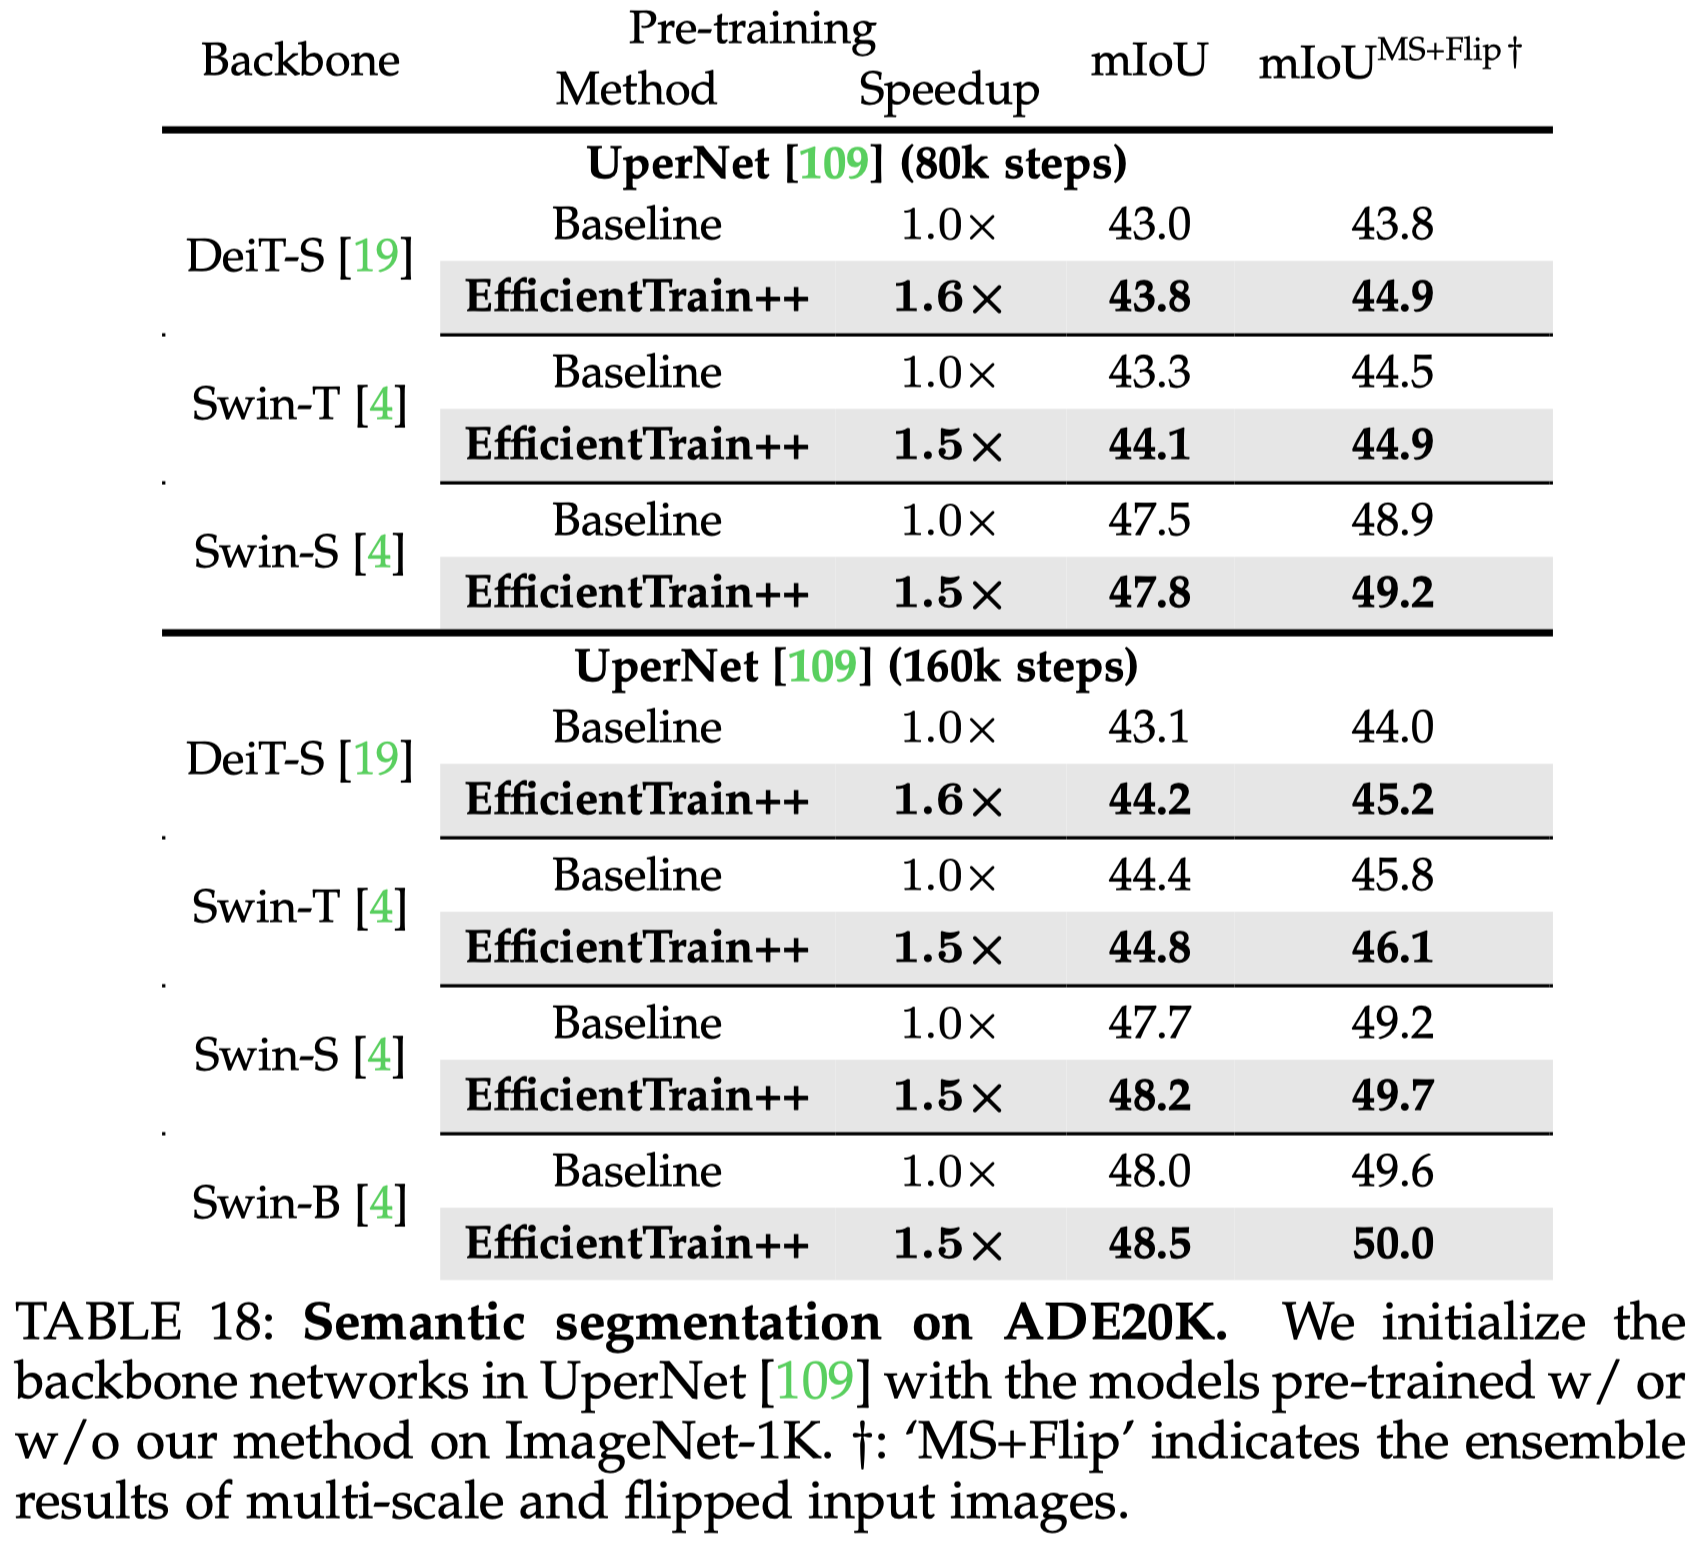 Backbone Pre-training mIoU mIoU^MS+Flip †
Method Speedup
UperNet [109] (80k steps)
DeiT-S [19] Baseline 1.0× 43.0 43.8
EfficientTrain++ 1.6× 43.8 44.9
Swin-T [4] Baseline 1.0× 43.3 44.5
EfficientTrain++ 1.5× 44.1 44.9
Swin-S [4] Baseline 1.0× 47.5 48.9
EfficientTrain++ 1.5× 47.8 49.2
UperNet [109] (160k steps)
DeiT-S [19] Baseline 1.0× 43.1 44.0
EfficientTrain++ 1.6× 44.2 45.2
Swin-T [4] Baseline 1.0× 44.4 45.8
EfficientTrain++ 1.5× 44.8 46.1
Swin-S [4] Baseline 1.0× 47.7 49.2
EfficientTrain++ 1.5× 48.2 49.7
Swin-B [4] Baseline 1.0× 48.0 49.6
EfficientTrain++ 1.5× 48.5 50.0
TABLE 18: Semantic segmentation on ADE20K. We initialize the
backbone networks in UperNet [109] with the models pre-trained w/ or
w/o our method on ImageNet-1K. †: ‘MS+Flip’ indicates the ensemble
results of multi-scale and flipped input images.